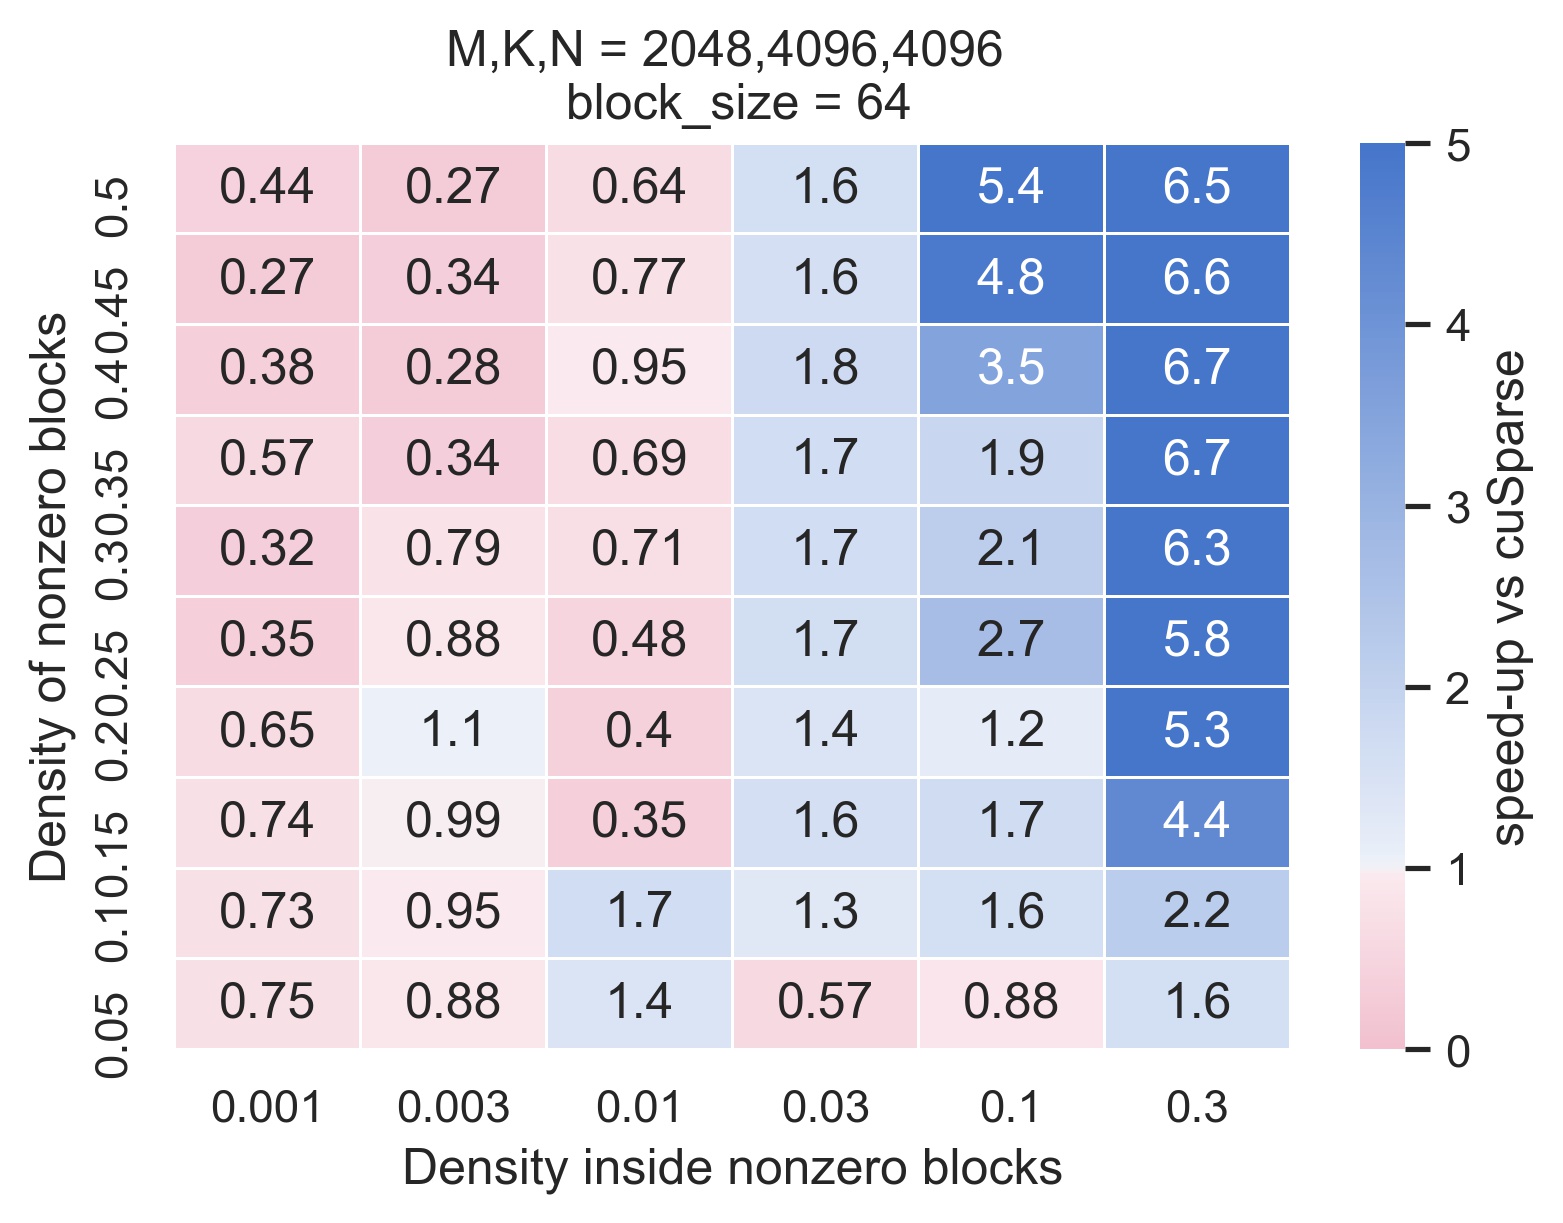 M,K,N = 2048,4096,4096
block_size = 64
Density of nonzero blocks
0.5 0.44 0.27 0.64 1.6 5.4 6.5
0.45 0.27 0.34 0.77 1.6 4.8 6.6
0.4 0.38 0.28 0.95 1.8 3.5 6.7
0.35 0.57 0.34 0.69 1.7 1.9 6.7
0.3 0.32 0.79 0.71 1.7 2.1 6.3
0.25 0.35 0.88 0.48 1.7 2.7 5.8
0.2 0.65 1.1 0.4 1.4 1.2 5.3
0.15 0.74 0.99 0.35 1.6 1.7 4.4
0.1 0.73 0.95 1.7 1.3 1.6 2.2
0.05 0.75 0.88 1.4 0.57 0.88 1.6
0.001 0.003 0.01 0.03 0.1 0.3
Density inside nonzero blocks
5
4
3
2
1
0
speed-up vs cuSparse